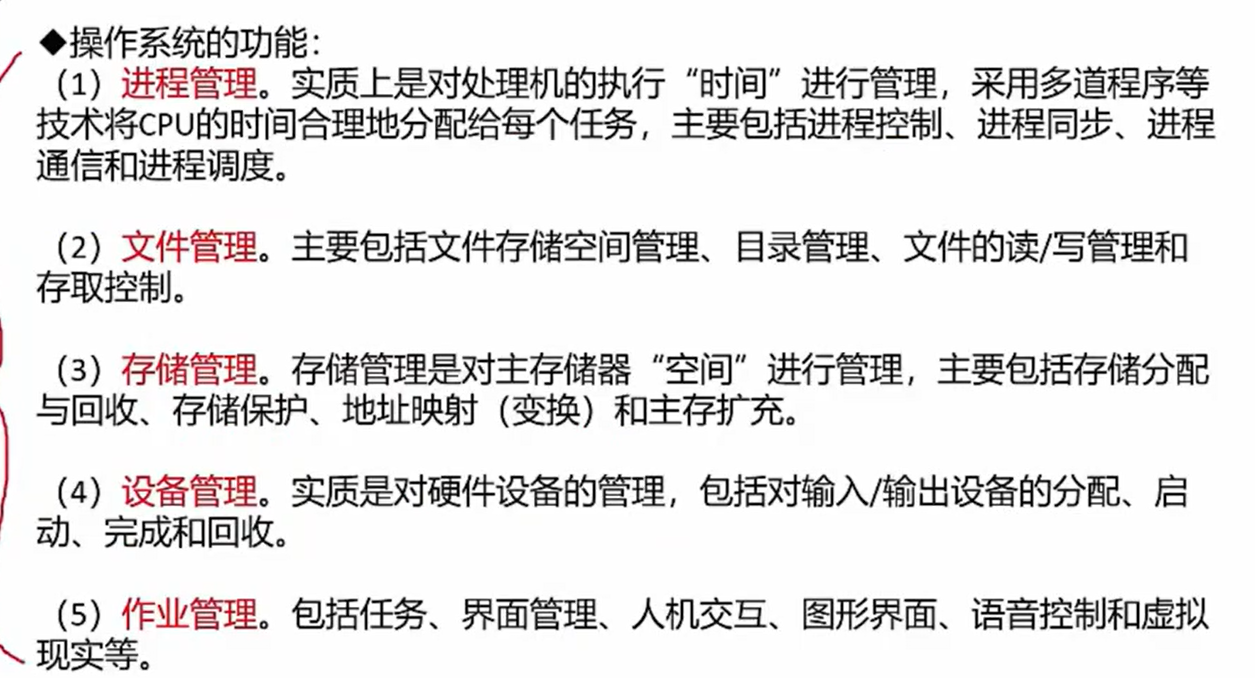 ◆操作系统的功能：
（1）进程管理。实质上是对处理机的执行“时间”进行管理，采用多道程序等
技术将CPU的时间合理地分配给每个任务，主要包括进程控制、进程同步、进程
通信和进程调度。
（2）文件管理。主要包括文件存储空间管理、目录管理、文件的读/写管理和
存取控制。
（3）存储管理。存储管理是对主存储器“空间”进行管理，主要包括存储分配
与回收、存储保护、地址映射（变换）和主存扩充。
（4）设备管理。实质是对硬件设备的管理，包括对输入/输出设备的分配、启
动、完成和回收。
（5）作业管理。包括任务、界面管理、人机交互、图形界面、语音控制和虚拟
现实等。